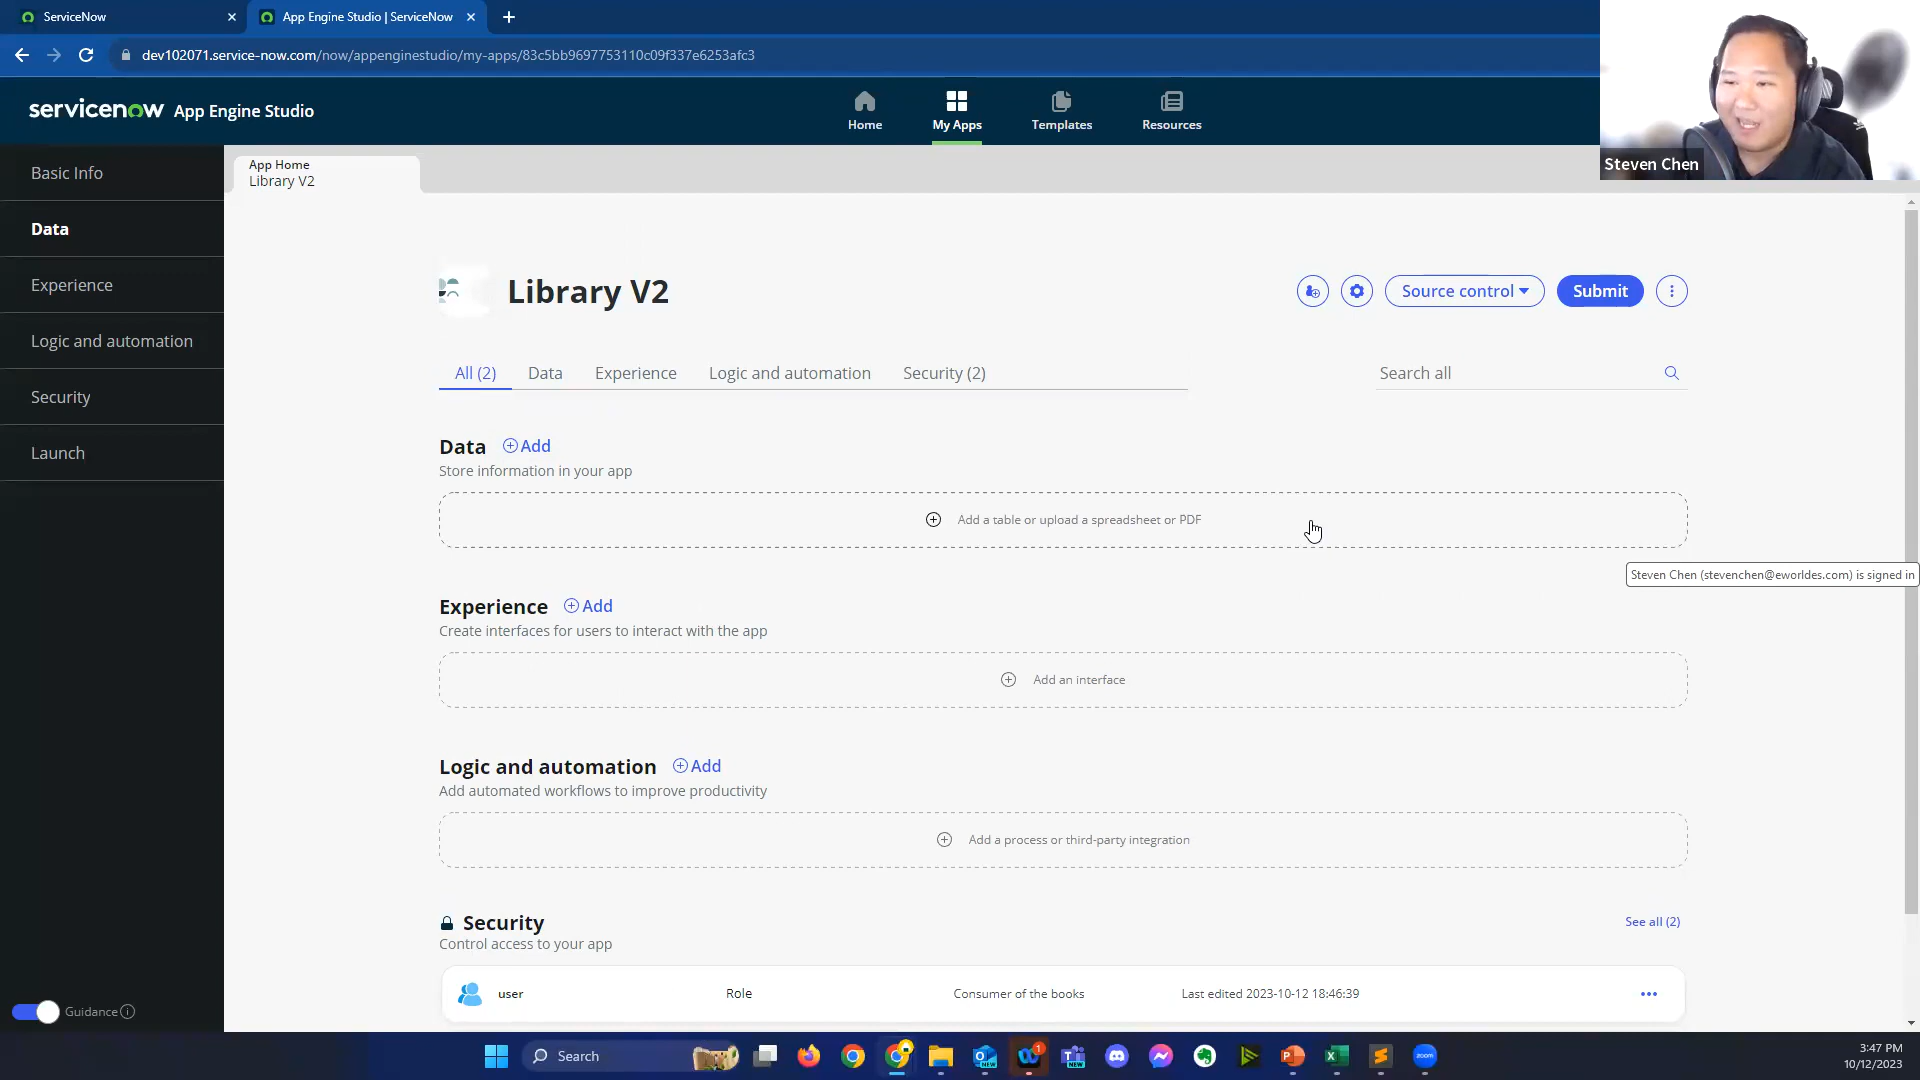 ServiceNow
App Engine Studio | ServiceNow
dev102071.service-now.com/now/appenginestudio/my-apps/83c5bb9697753110c09f337e6253afc3
servicenow App Engine Studio
Home
My Apps
Templates
Resources
Steven Chen
Basic Info
Data
Experience
Logic and automation
Security
Launch
Guidance
App Home
Library V2
Library V2
Source control
Submit
All (2)
Data
Experience
Logic and automation
Security (2)
Search all
Data
Add
Store information in your app
Add a table or upload a spreadsheet or PDF
Steven Chen (stevenchen@eworldes.com) is signed in
Experience
Add
Create interfaces for users to interact with the app
Add an interface
Logic and automation
Add
Add automated workflows to improve productivity
Add a process or third-party integration
Security
See all (2)
Control access to your app
user
Role
Consumer of the books
Last edited 2023-10-12 18:46:39
Search
3:47 PM
10/12/2023